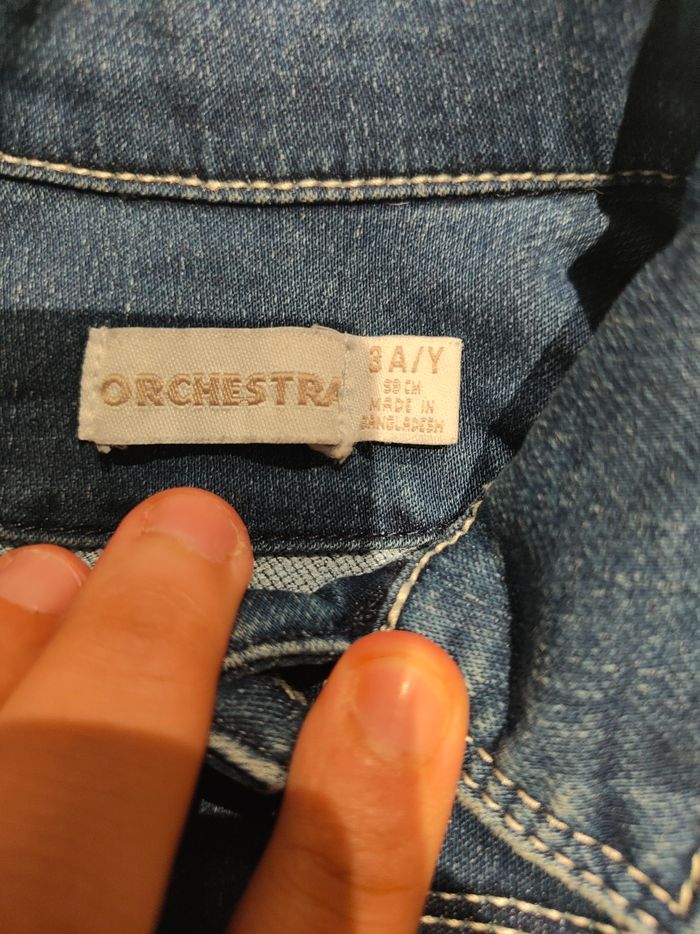 ORCHESTRA
3 A/Y
98 CM
MADE IN
BANGLADESH